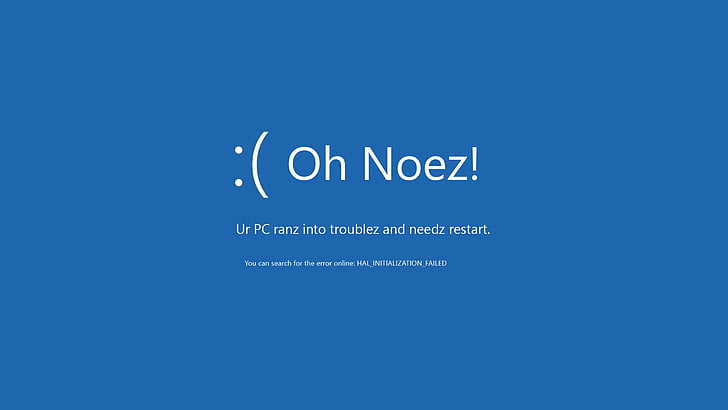 :( Oh Noez!
Ur PC ranz into troublez and needz restart.
You can search for the error online: HAL_INITIALIZATION_FAILED